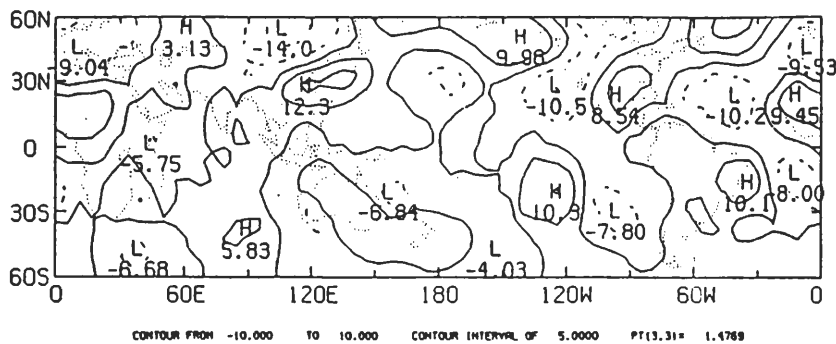 60N
L
-9.04
H
3.13
L
-14.0
H
9.98
L
-9.53
30N
H
12.3
L
-10.5
H
8.54
L
-10.2
H
9.45
0
L
-5.75
L
-6.84
H
10.3
H
10.1
L
-8.00
30S
H
5.83
L
-7.80
L
-6.68
L
-4.03
60S
0 60E 120E 180 120W 60W 0
CONTOUR FROM -10.000 TO 10.000 CONTOUR INTERVAL OF 5.0000 PT(3,3)= 1.4769